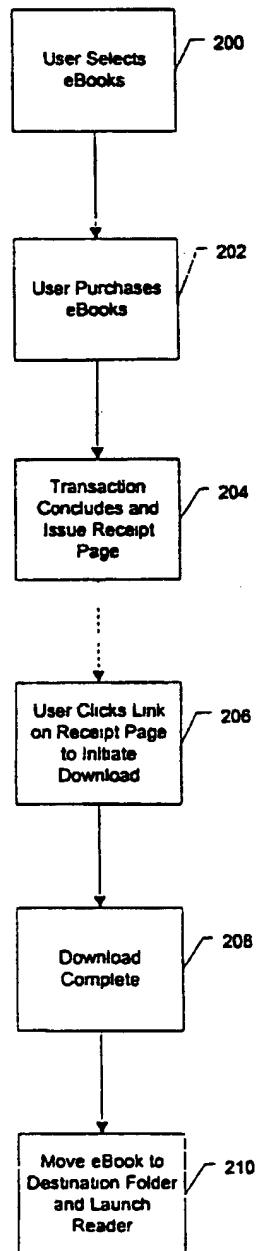 User Selects
eBooks
200
User Purchases
eBooks
202
Transaction
Concludes and
Issue Receipt
Page
204
User Clicks Link
on Receipt Page
to Initiate
Download
206
Download
Complete
208
Move eBook to
Destination Folder
and Launch
Reader
210